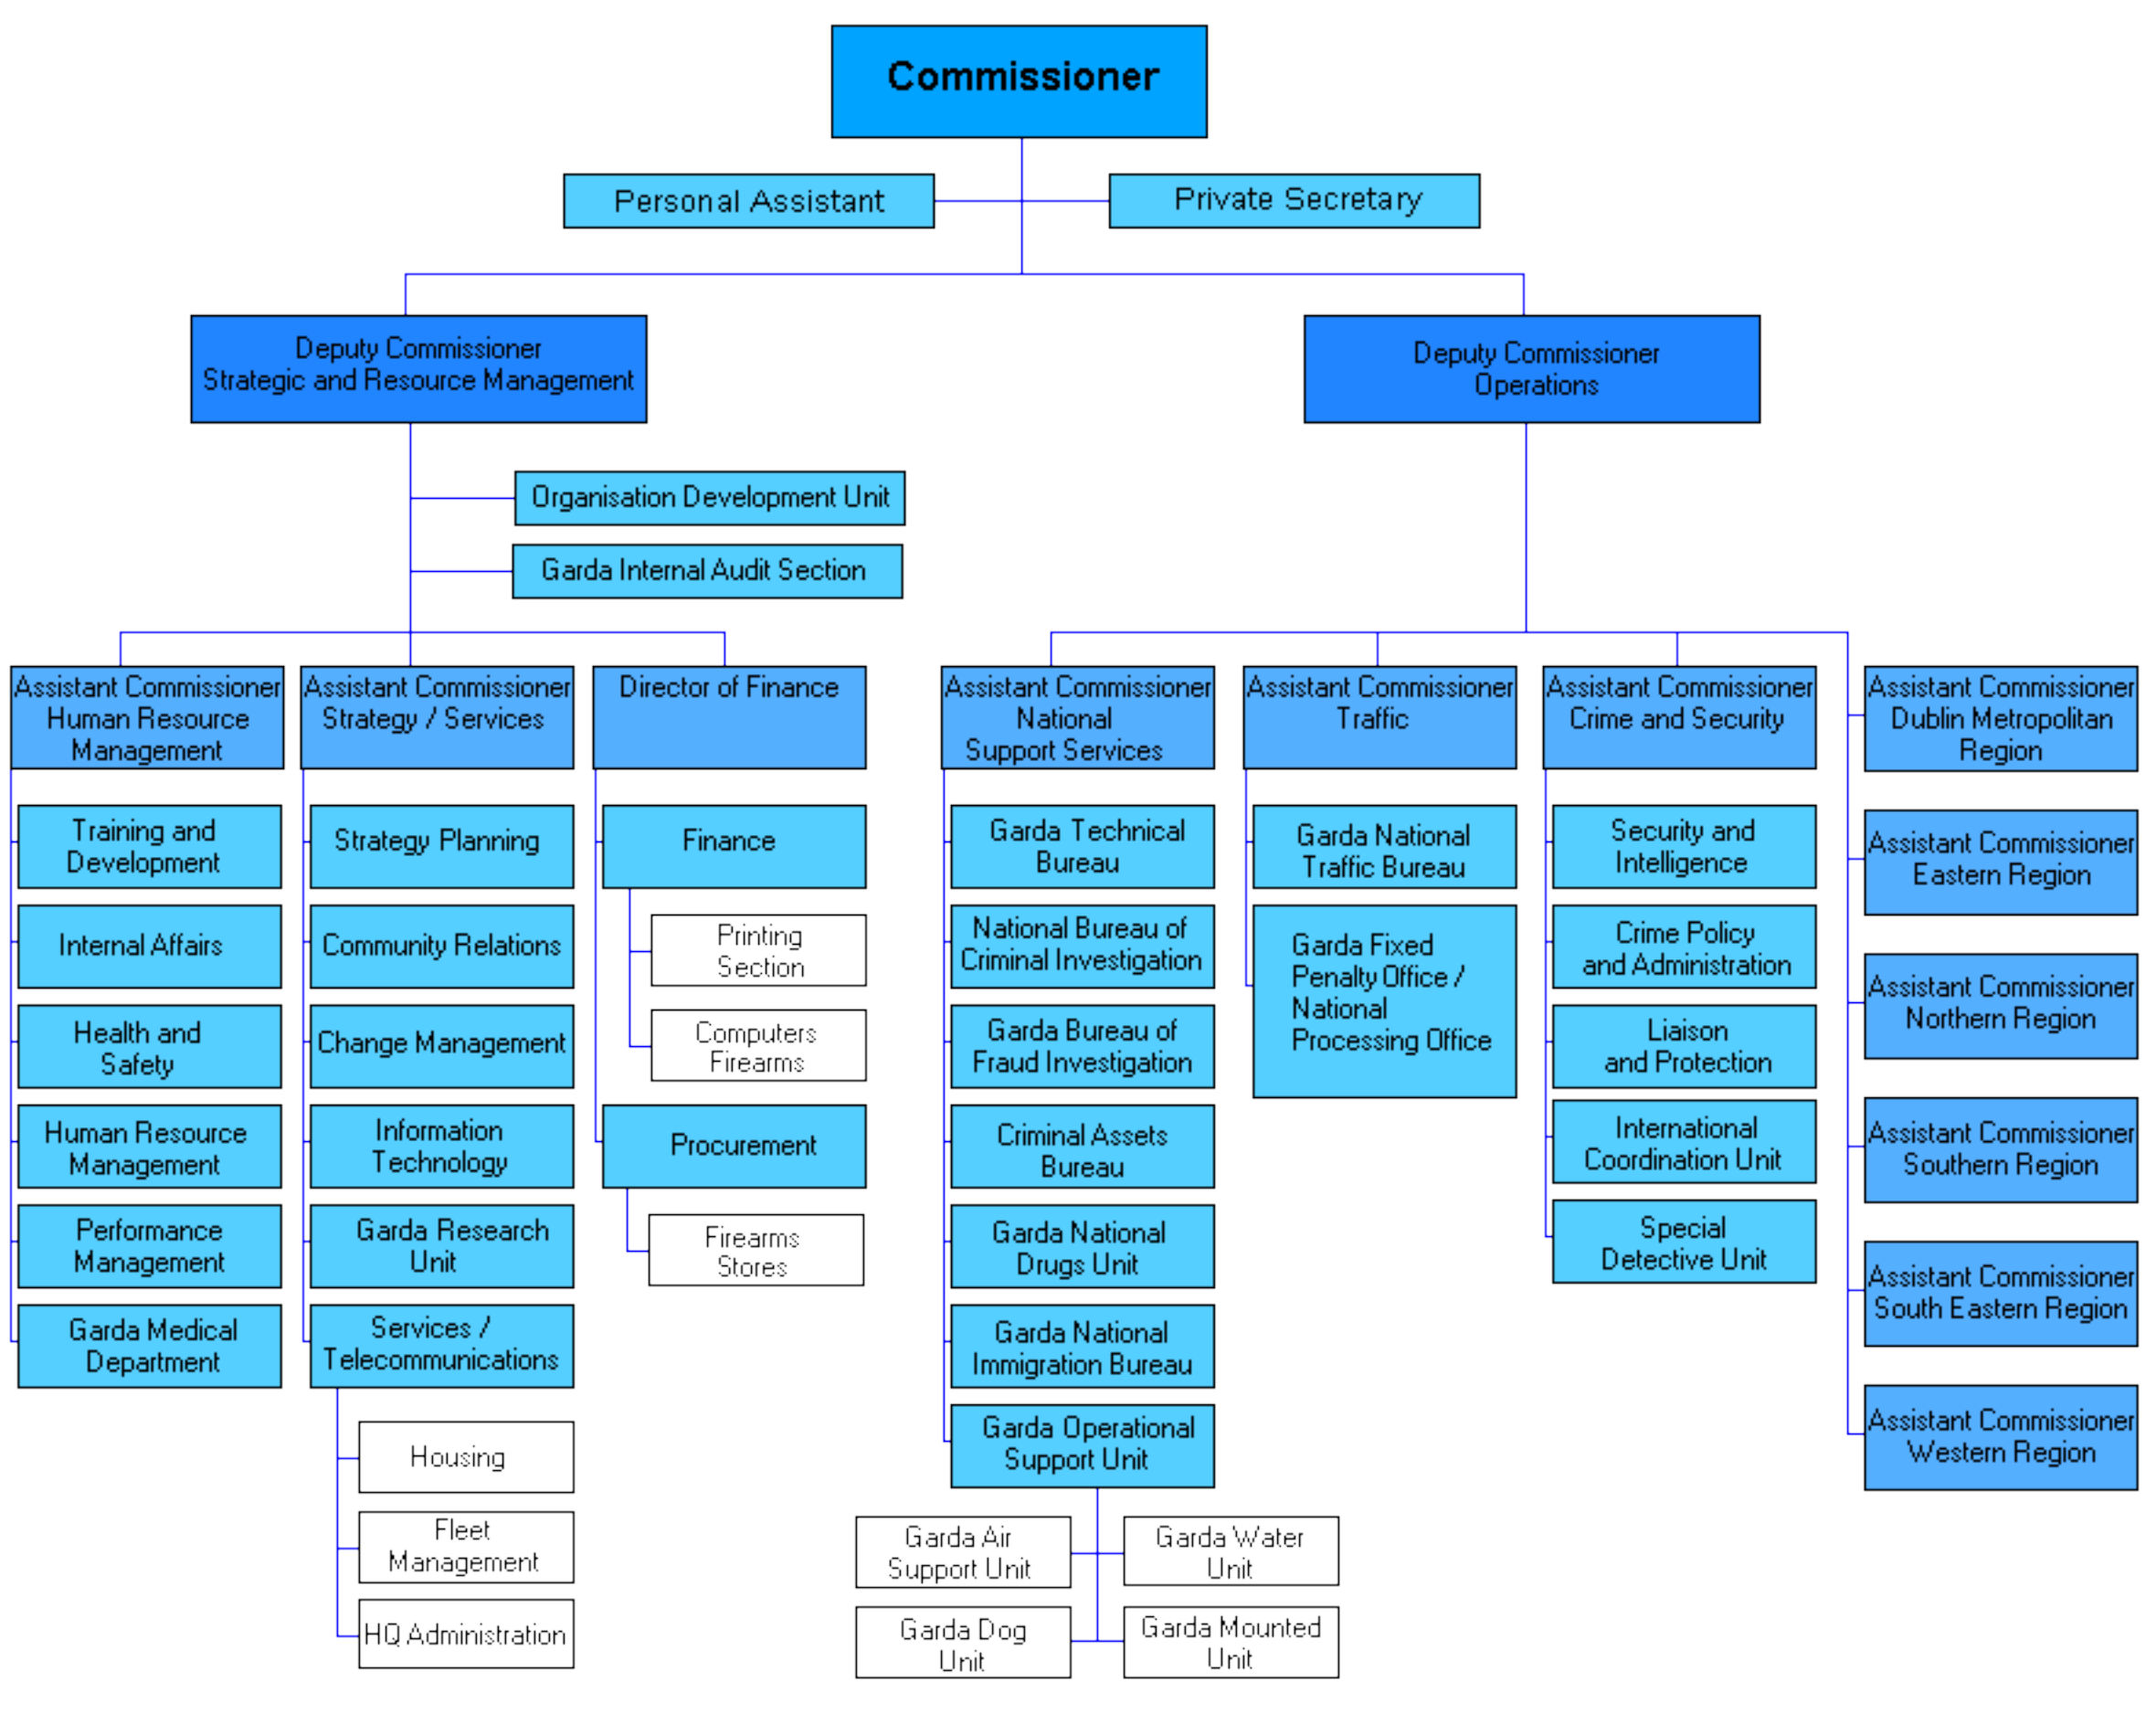 Commissioner
Personal Assistant
Private Secretary
Deputy Commissioner
Strategic and Resource Management
Deputy Commissioner
Operations
Organisation Development Unit
Garda Internal Audit Section
Assistant Commissioner
Human Resource
Management
Training and
Development
Internal Affairs
Health and
Safety
Human Resource
Management
Performance
Management
Garda Medical
Department
Assistant Commissioner
Strategy / Services
Strategy Planning
Community Relations
Change Management
Information
Technology
Garda Research
Unit
Services /
Telecommunications
Housing
Fleet
Management
HQ Administration
Director of Finance
Finance
Printing
Section
Computers
Firearms
Procurement
Firearms
Stores
Assistant Commissioner
National
Support Services
Garda Technical
Bureau
National Bureau of
Criminal Investigation
Garda Bureau of
Fraud Investigation
Criminal Assets
Bureau
Garda National
Drugs Unit
Garda National
Immigration Bureau
Garda Operational
Support Unit
Garda Air
Support Unit
Garda Water
Unit
Garda Dog
Unit
Garda Mounted
Unit
Assistant Commissioner
Traffic
Garda National
Traffic Bureau
Garda Fixed
Penalty Office /
National
Processing Office
Assistant Commissioner
Crime and Security
Security and
Intelligence
Crime Policy
and Administration
Liaison
and Protection
International
Coordination Unit
Special
Detective Unit
Assistant Commissioner
Dublin Metropolitan
Region
Assistant Commissioner
Eastern Region
Assistant Commissioner
Northern Region
Assistant Commissioner
Southern Region
Assistant Commissioner
South Eastern Region
Assistant Commissioner
Western Region